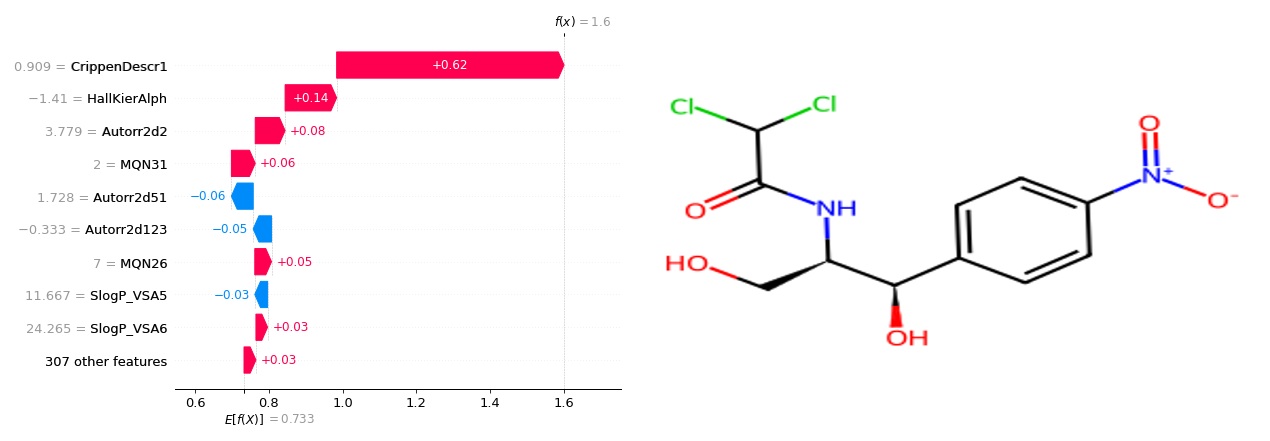 f(x) = 1.6
0.909 = CrippenDescr1
+0.62
−1.41 = HallKierAlph
+0.14
3.779 = Autorr2d2
+0.08
2 = MQN31
+0.06
1.728 = Autorr2d51
−0.06
−0.333 = Autorr2d123
−0.05
7 = MQN26
+0.05
11.667 = SlogP_VSA5
−0.03
24.265 = SlogP_VSA6
+0.03
307 other features
+0.03
0.6 0.8 1.0 1.2 1.4 1.6
E[f(X)] = 0.733
Cl Cl
O
N⁺
O⁻
O NH
HO
OH